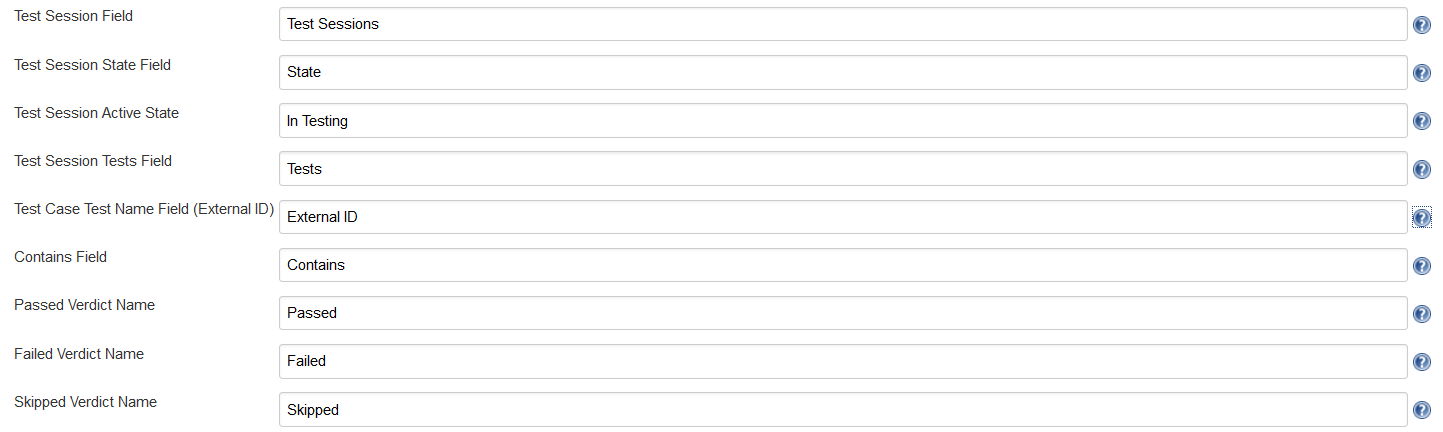 Test Session Field
Test Sessions
Test Session State Field
State
Test Session Active State
In Testing
Test Session Tests Field
Tests
Test Case Test Name Field (External ID)
External ID
Contains Field
Contains
Passed Verdict Name
Passed
Failed Verdict Name
Failed
Skipped Verdict Name
Skipped